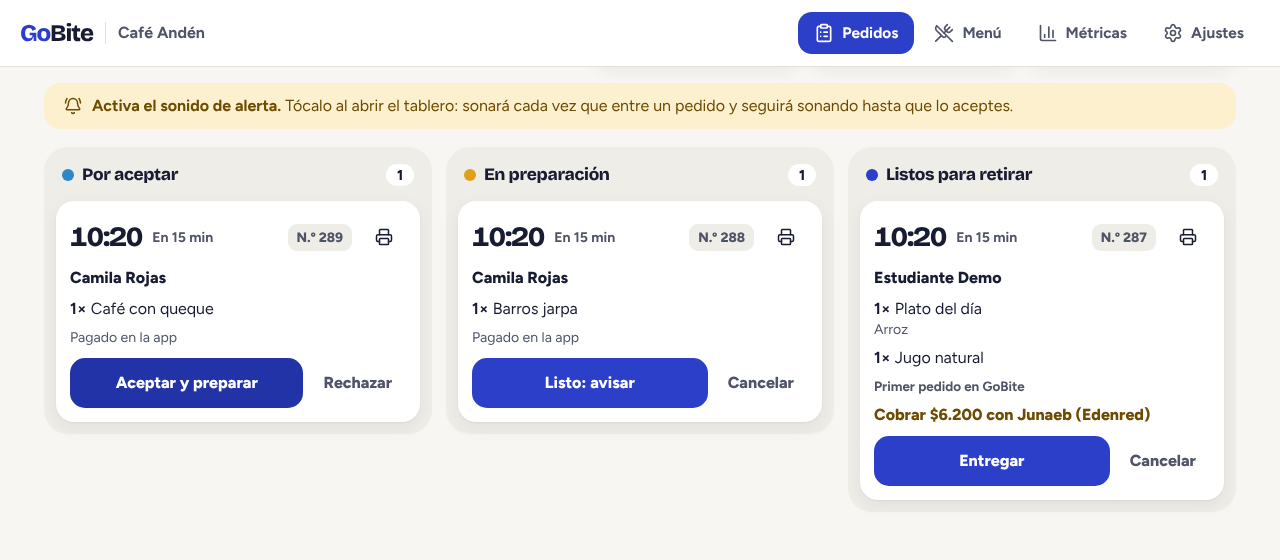 GoBite
Café Andén
Pedidos
Menú
Métricas
Ajustes
Activa el sonido de alerta. Tócalo al abrir el tablero: sonará cada vez que entre un pedido y seguirá sonando hasta que lo aceptes.
Por aceptar
1
10:20 En 15 min N.º 289
Camila Rojas
1× Café con queque
Pagado en la app
Aceptar y preparar
Rechazar
En preparación
1
10:20 En 15 min N.º 288
Camila Rojas
1× Barros jarpa
Pagado en la app
Listo: avisar
Cancelar
Listos para retirar
1
10:20 En 15 min N.º 287
Estudiante Demo
1× Plato del día
Arroz
1× Jugo natural
Primer pedido en GoBite
Cobrar $6.200 con Junaeb (Edenred)
Entregar
Cancelar